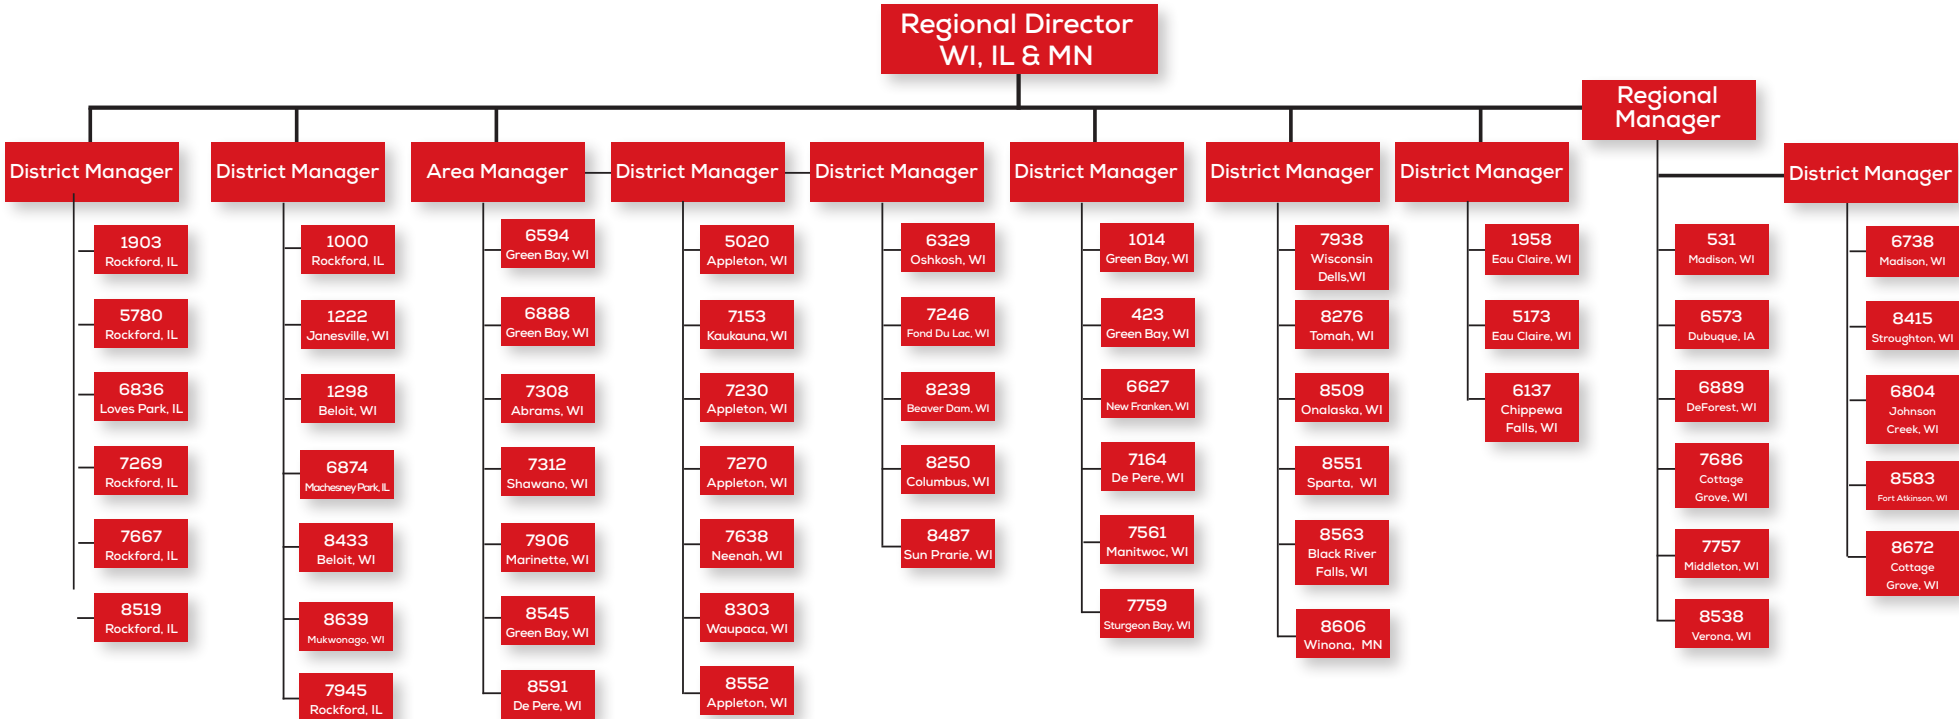 Regional Director
WI, IL & MN
Regional
Manager
District Manager
District Manager
Area Manager
District Manager
District Manager
District Manager
District Manager
District Manager
District Manager
1903
Rockford, IL
5780
Rockford, IL
6836
Loves Park, IL
7269
Rockford, IL
7667
Rockford, IL
8519
Rockford, IL
1000
Rockford, IL
1222
Janesville, WI
1298
Beloit, WI
6874
Machesney Park, IL
8433
Beloit, WI
8639
Mukwonago, WI
7945
Rockford, IL
6594
Green Bay, WI
6888
Green Bay, WI
7308
Abrams, WI
7312
Shawano, WI
7906
Marinette, WI
8545
Green Bay, WI
8591
De Pere, WI
5020
Appleton, WI
7153
Kaukauna, WI
7230
Appleton, WI
7270
Appleton, WI
7638
Neenah, WI
8303
Waupaca, WI
8552
Appleton, WI
6329
Oshkosh, WI
7246
Fond Du Lac, WI
8239
Beaver Dam, WI
8250
Columbus, WI
8487
Sun Prarie, WI
1014
Green Bay, WI
423
Green Bay, WI
6627
New Franken, WI
7164
De Pere, WI
7561
Manitwoc, WI
7759
Sturgeon Bay, WI
7938
Wisconsin
Dells,WI
8276
Tomah, WI
8509
Onalaska, WI
8551
Sparta, WI
8563
Black River
Falls, WI
8606
Winona, MN
1958
Eau Claire, WI
5173
Eau Claire, WI
6137
Chippewa
Falls, WI
531
Madison, WI
6573
Dubuque, IA
6889
DeForest, WI
7686
Cottage
Grove, WI
7757
Middleton, WI
8538
Verona, WI
6738
Madison, WI
8415
Stroughton, WI
6804
Johnson
Creek, WI
8583
Fort Atkinson, WI
8672
Cottage
Grove, WI